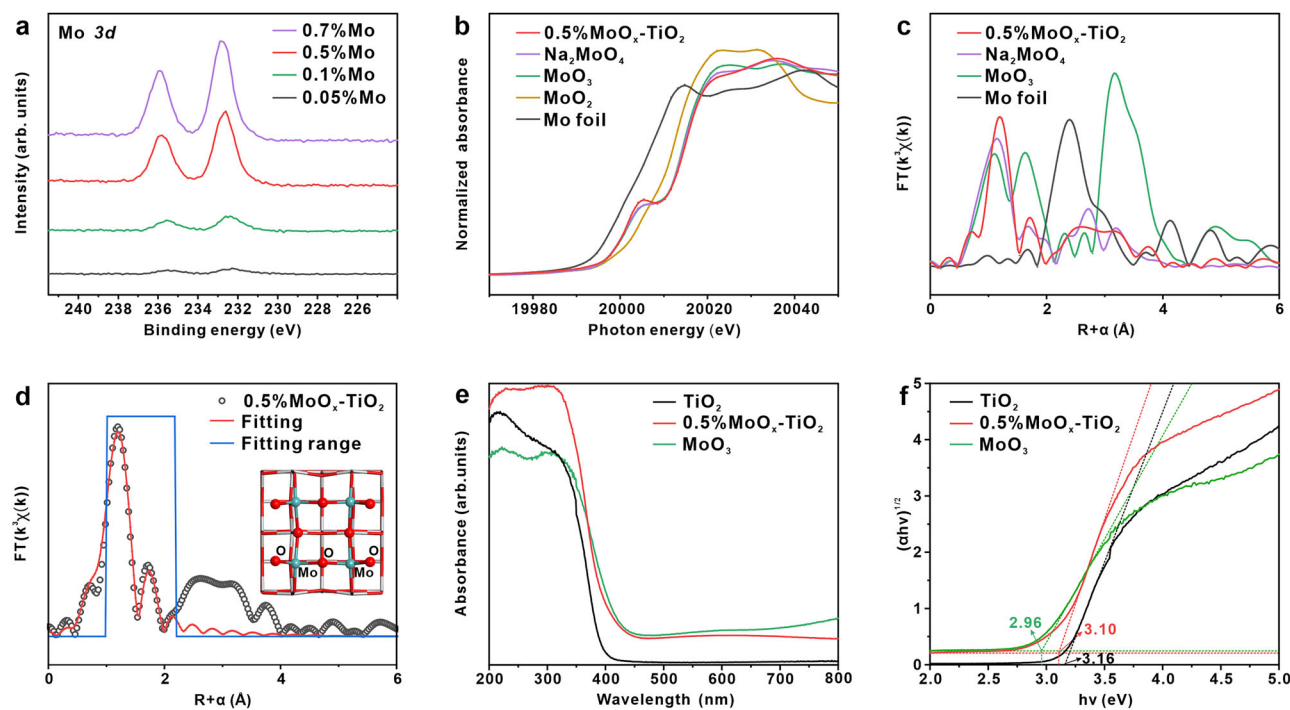 a
Mo 3d
0.7%Mo
0.5%Mo
0.1%Mo
0.05%Mo
Intensity (arb. units)
240 238 236 234 232 230 228 226
Binding energy (eV)
b
0.5%MoOₓ-TiO₂
Na₂MoO₄
MoO₃
MoO₂
Mo foil
Normalized absorbance
19980 20000 20020 20040
Photon energy (eV)
c
0.5%MoOₓ-TiO₂
Na₂MoO₄
MoO₃
Mo foil
FT(k³χ(k))
0 2 4 6
R+α (Å)
d
0.5%MoOₓ-TiO₂
Fitting
Fitting range
O O O
Mo Mo
FT(k³χ(k))
0 2 4 6
R+α (Å)
e
TiO₂
0.5%MoOₓ-TiO₂
MoO₃
Absorbance (arb.units)
200 300 400 500 600 700 800
Wavelength (nm)
f
TiO₂
0.5%MoOₓ-TiO₂
MoO₃
(αhν)¹/²
5
4
3
2
1
0
2.96
3.10
3.16
2.0 2.5 3.0 3.5 4.0 4.5 5.0
hν (eV)